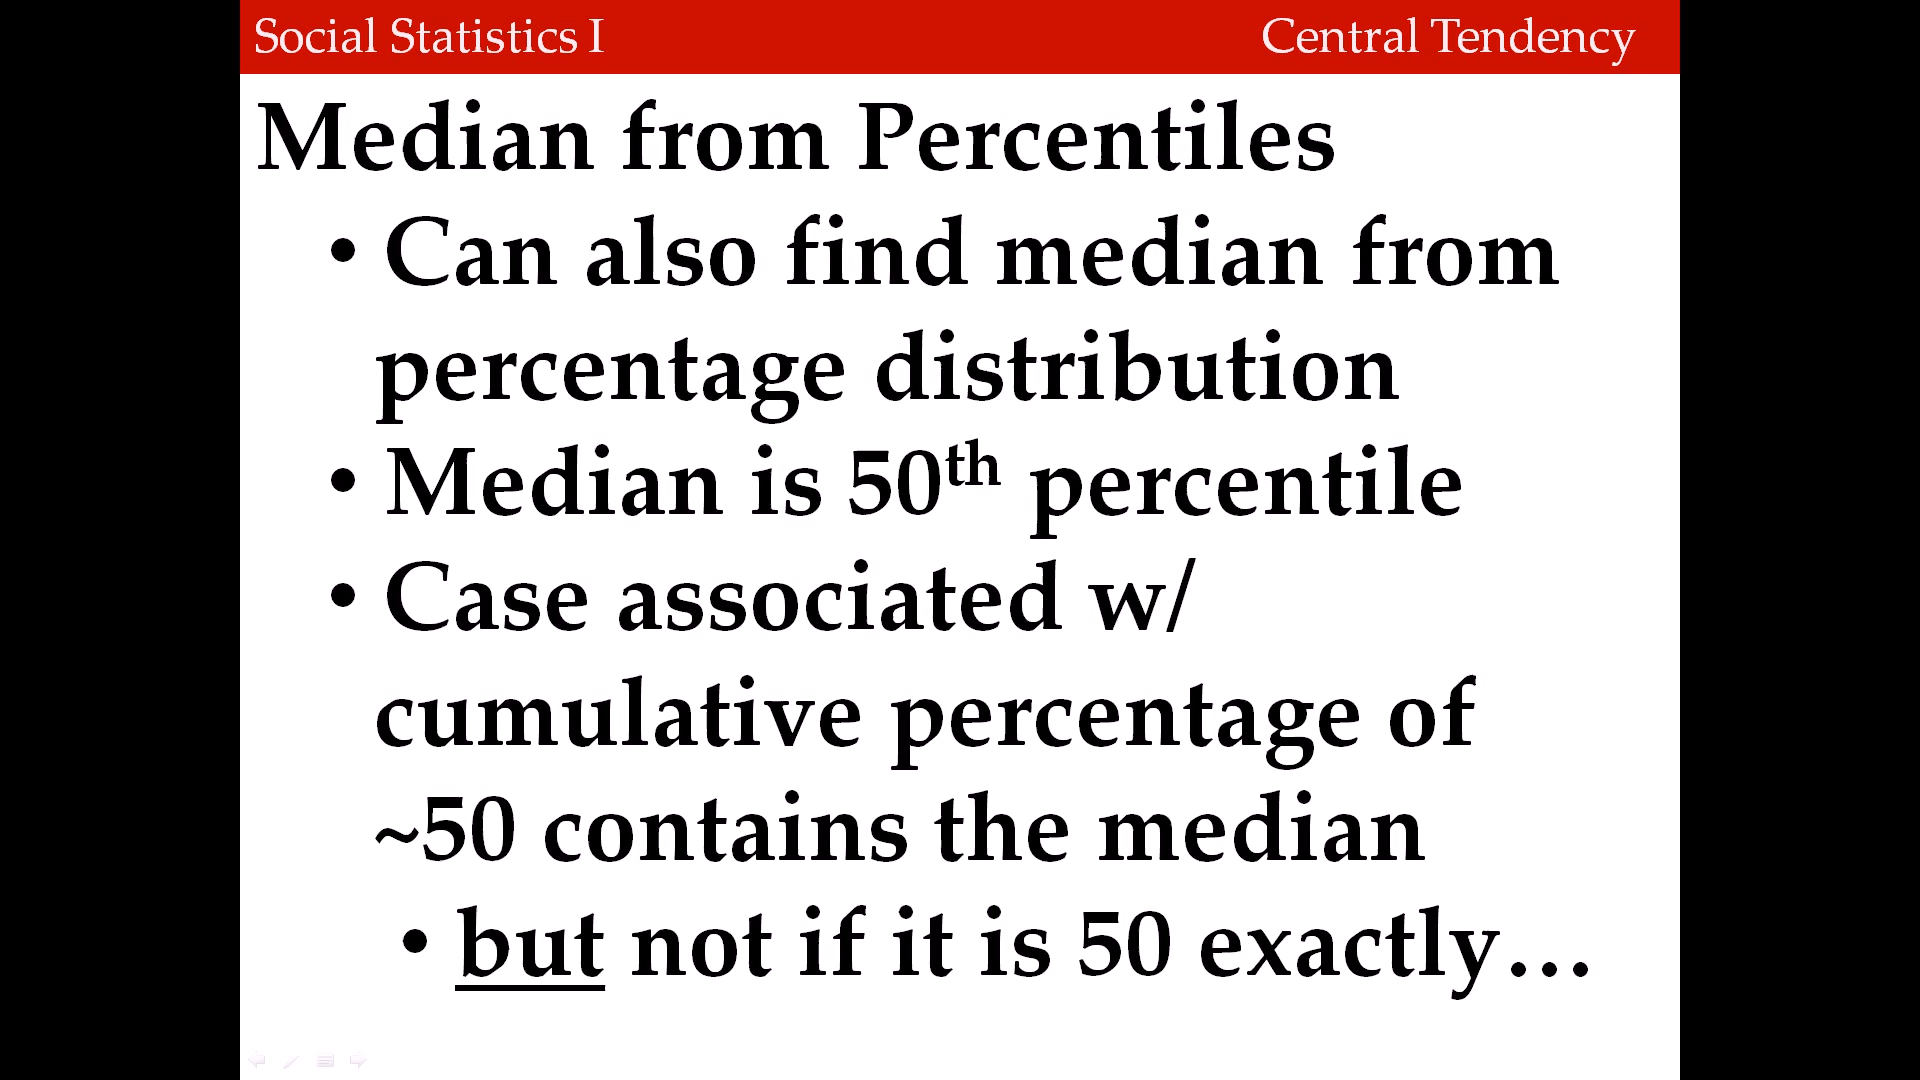 Social Statistics I
Central Tendency
Median from Percentiles
• Can also find median from
percentage distribution
• Median is 50th percentile
• Case associated w/
cumulative percentage of
~50 contains the median
• but not if it is 50 exactly…